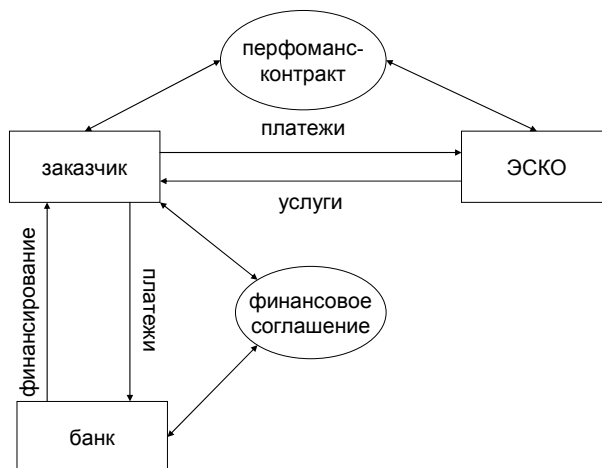 перфоманс-
контракт
платежи
заказчик
ЭСКО
услуги
финансирование
платежи
финансовое
соглашение
банк